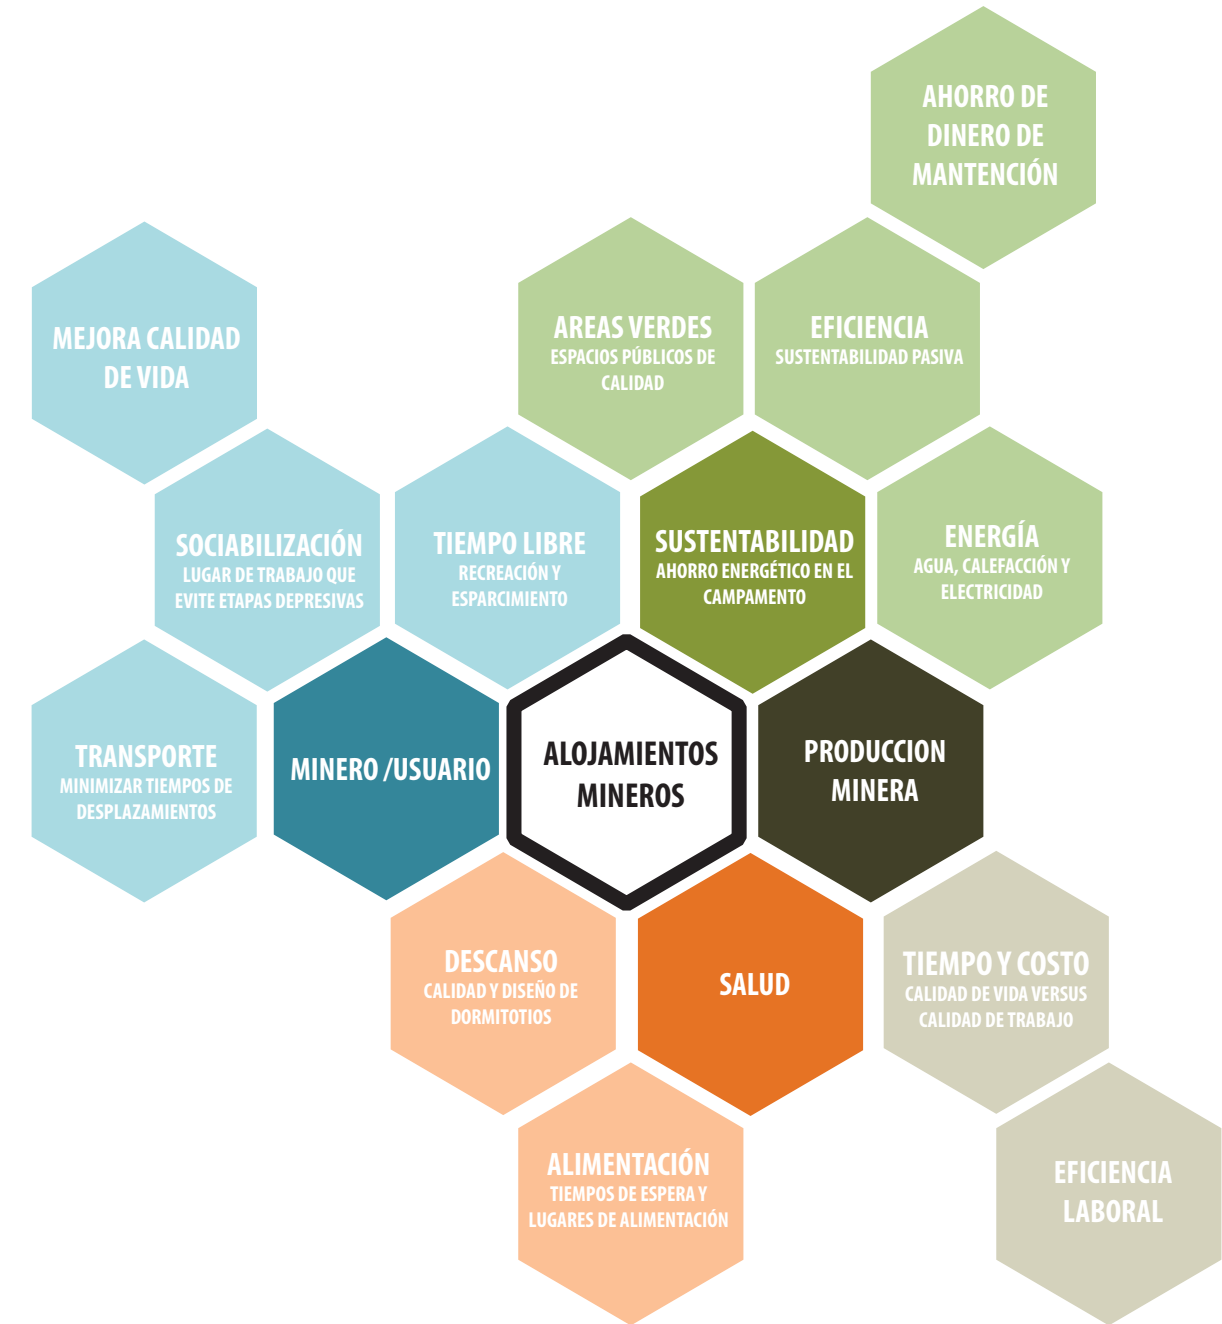 AHORRO DE
DINERO DE
MANTENCIÓN
MEJORA CALIDAD
DE VIDA
AREAS VERDES
ESPACIOS PÚBLICOS DE
CALIDAD
EFICIENCIA
SUSTENTABILIDAD PASIVA
SOCIABILIZACIÓN
LUGAR DE TRABAJO QUE
EVITE ETAPAS DEPRESIVAS
TIEMPO LIBRE
RECREACIÓN Y
ESPARCIMIENTO
SUSTENTABILIDAD
AHORRO ENERGÉTICO EN EL
CAMPAMENTO
ENERGÍA
AGUA, CALEFACCIÓN Y
ELECTRICIDAD
TRANSPORTE
MINIMIZAR TIEMPOS DE
DESPLAZAMIENTOS
MINERO /USUARIO
ALOJAMIENTOS
MINEROS
PRODUCCION
MINERA
DESCANSO
CALIDAD Y DISEÑO DE
DORMITOTIOS
SALUD
TIEMPO Y COSTO
CALIDAD DE VIDA VERSUS
CALIDAD DE TRABAJO
ALIMENTACIÓN
TIEMPOS DE ESPERA Y
LUGARES DE ALIMENTACIÓN
EFICIENCIA
LABORAL